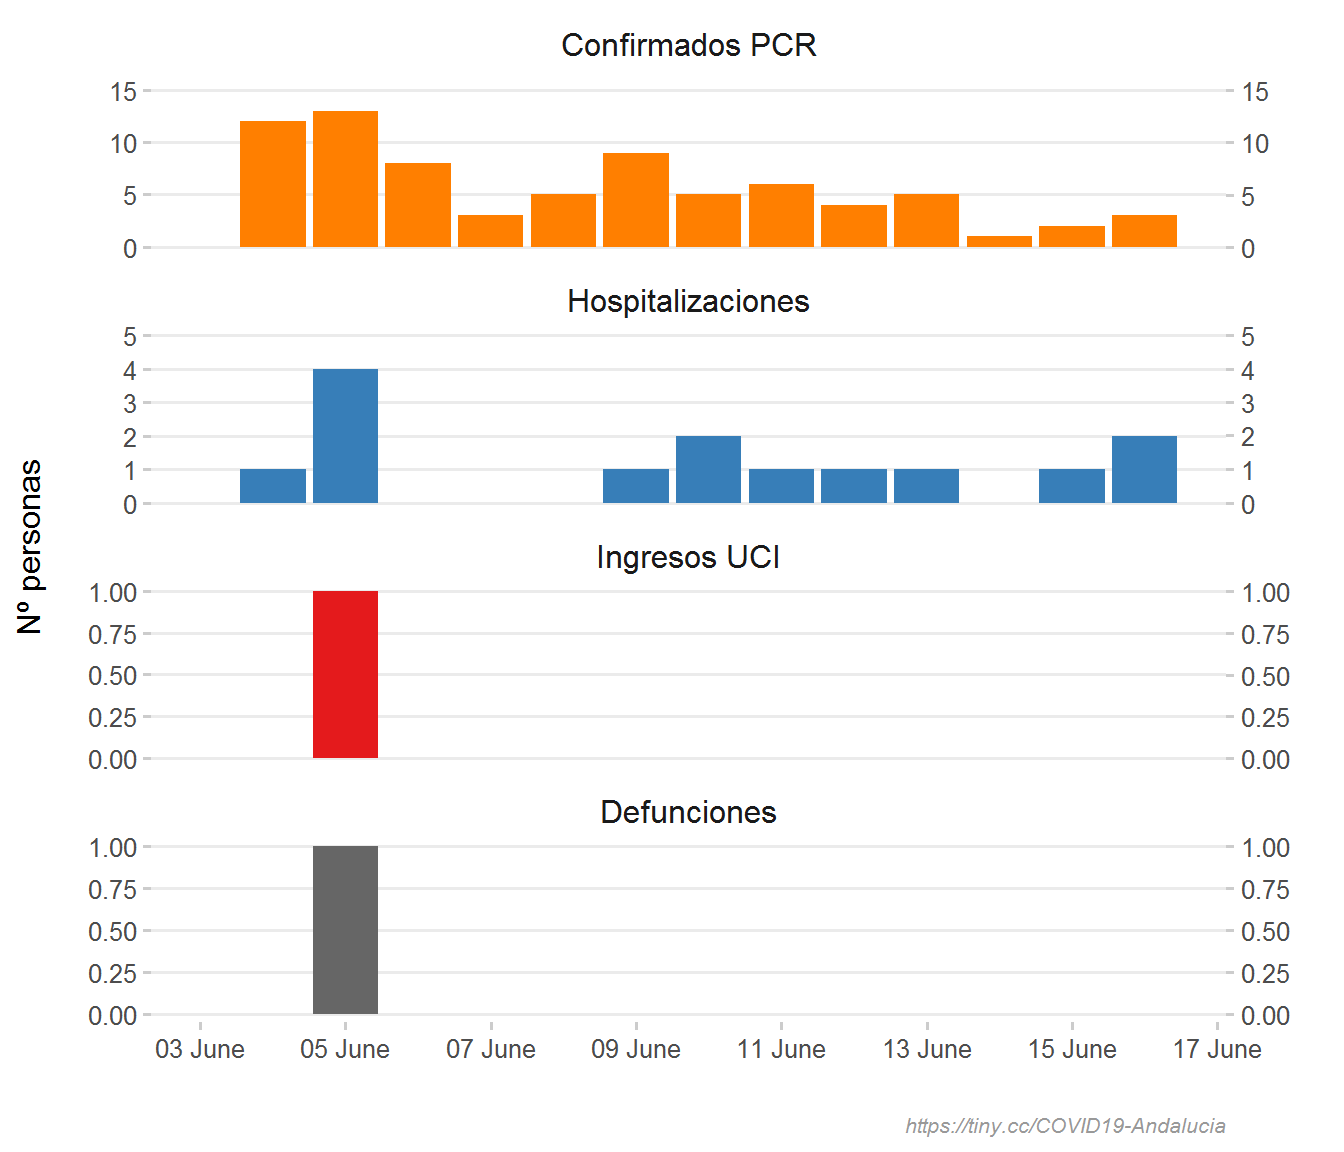 Confirmados PCR
15 15
10 10
5 5
0 0
Hospitalizaciones
5 5
4 4
3 3
2 2
1 1
0 0
Nº personas
Ingresos UCI
1.00 1.00
0.75 0.75
0.50 0.50
0.25 0.25
0.00 0.00
Defunciones
1.00 1.00
0.75 0.75
0.50 0.50
0.25 0.25
0.00 0.00
03 June 05 June 07 June 09 June 11 June 13 June 15 June 17 June
https://tiny.cc/COVID19-Andalucia